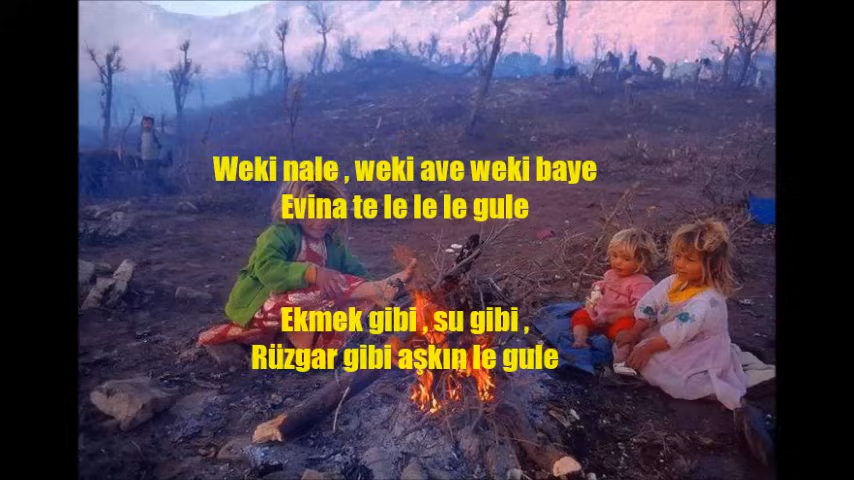 Weki nale , weki ave weki baye
Evina te le le le gule
Ekmek gibi , su gibi ,
Rüzgar gibi aşkın le gule